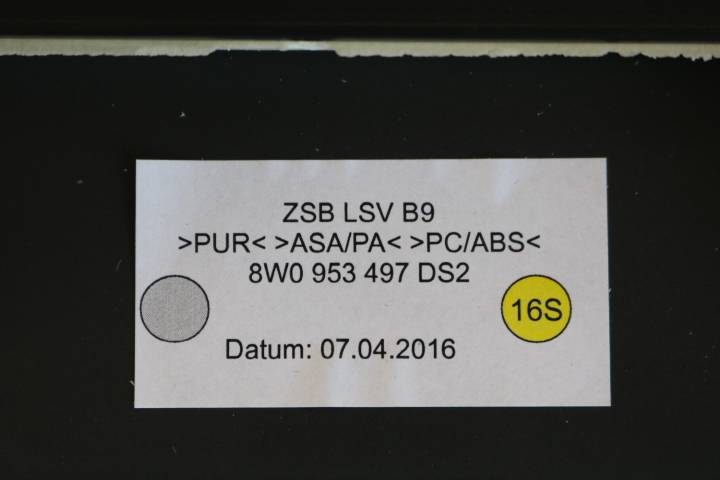 ZSB LSV B9
>PUR< >ASA/PA< >PC/ABS<
8W0 953 497 DS2
16S
Datum: 07.04.2016